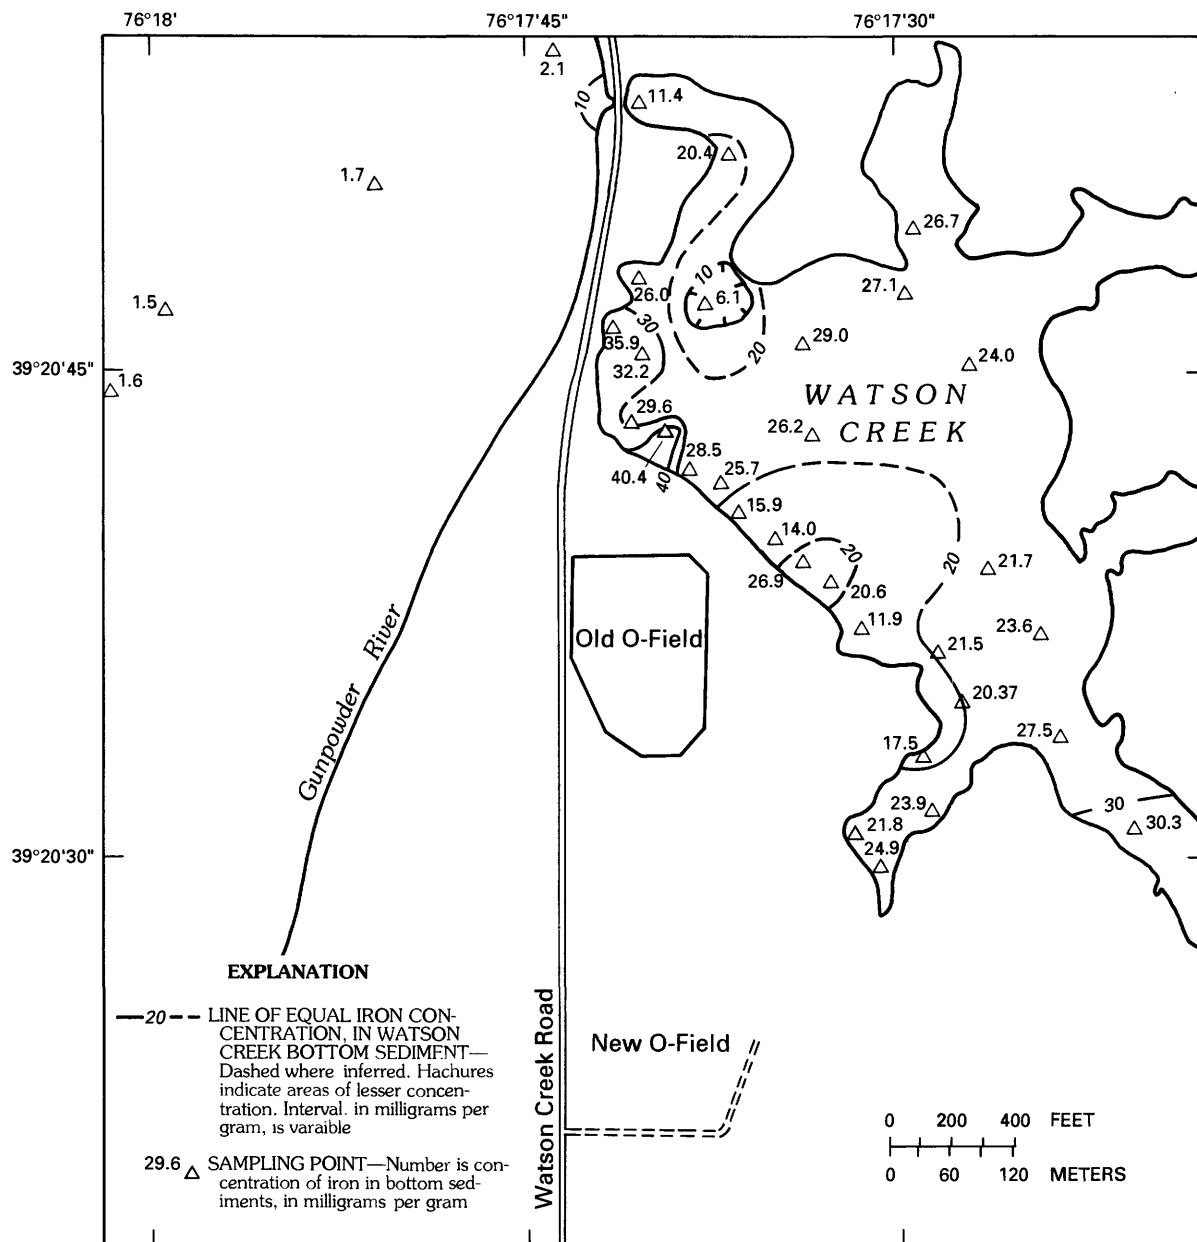 76°18'
76°17'45"
76°17'30"
2.1
10
11.4
20.4
1.7
26.7
10
26.0
6.1
27.1
1.5
30
35.9
29.0
20
32.2
24.0
39°20'45"
1.6
WATSON
CREEK
29.6
26.2
28.5
40.4
40
25.7
15.9
14.0
20
26.9
20.6
20
21.7
Old O-Field
11.9
23.6
21.5
Gunpowder River
20.37
17.5
27.5
23.9
30
30.3
21.8
24.9
39°20'30"
EXPLANATION
20
LINE OF EQUAL IRON CON-
CENTRATION, IN WATSON
CREEK BOTTOM SEDIMENT—
Dashed where inferred. Hachures
indicate areas of lesser concen-
tration. Interval. in milligrams per
gram, is varaible
29.6
SAMPLING POINT—Number is con-
centration of iron in bottom sed-
iments, in milligrams per gram
Watson Creek Road
New O-Field
0 200 400 FEET
0 60 120 METERS